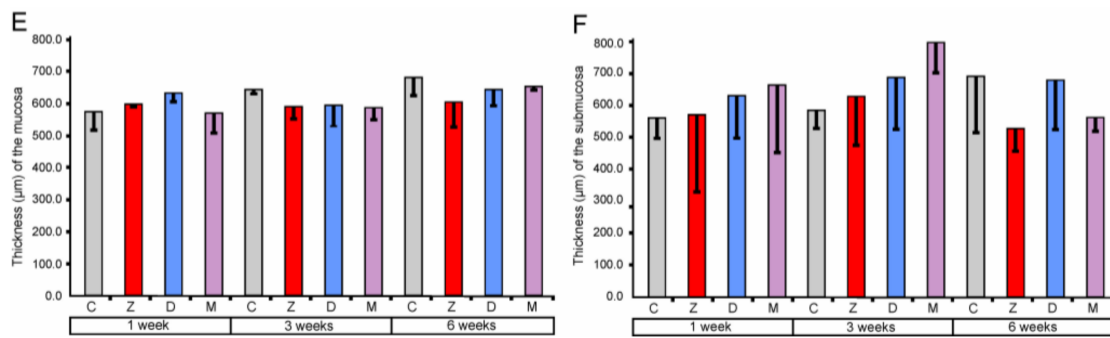 E
Thickness (µm) of the mucosa
800.0
700.0
600.0
500.0
400.0
300.0
200.0
100.0
0.0
C Z D M C Z D M C Z D M
1 week 3 weeks 6 weeks
F
Thickness (µm) of the submucosa
800.0
700.0
600.0
500.0
400.0
300.0
200.0
100.0
0.0
C Z D M C Z D M C Z D M
1 week 3 weeks 6 weeks